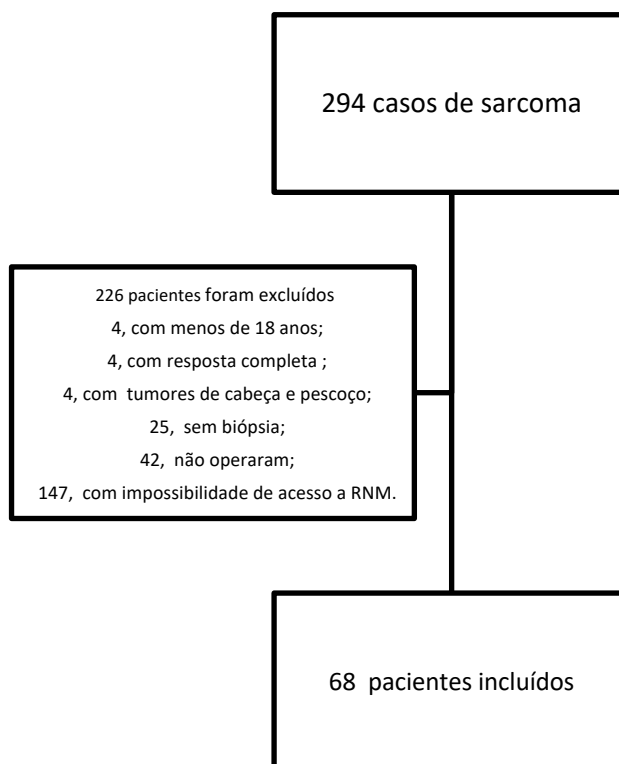 294 casos de sarcoma
226 pacientes foram excluídos
4, com menos de 18 anos;
4, com resposta completa ;
4, com tumores de cabeça e pescoço;
25, sem biópsia;
42, não operaram;
147, com impossibilidade de acesso a RNM.
68 pacientes incluídos